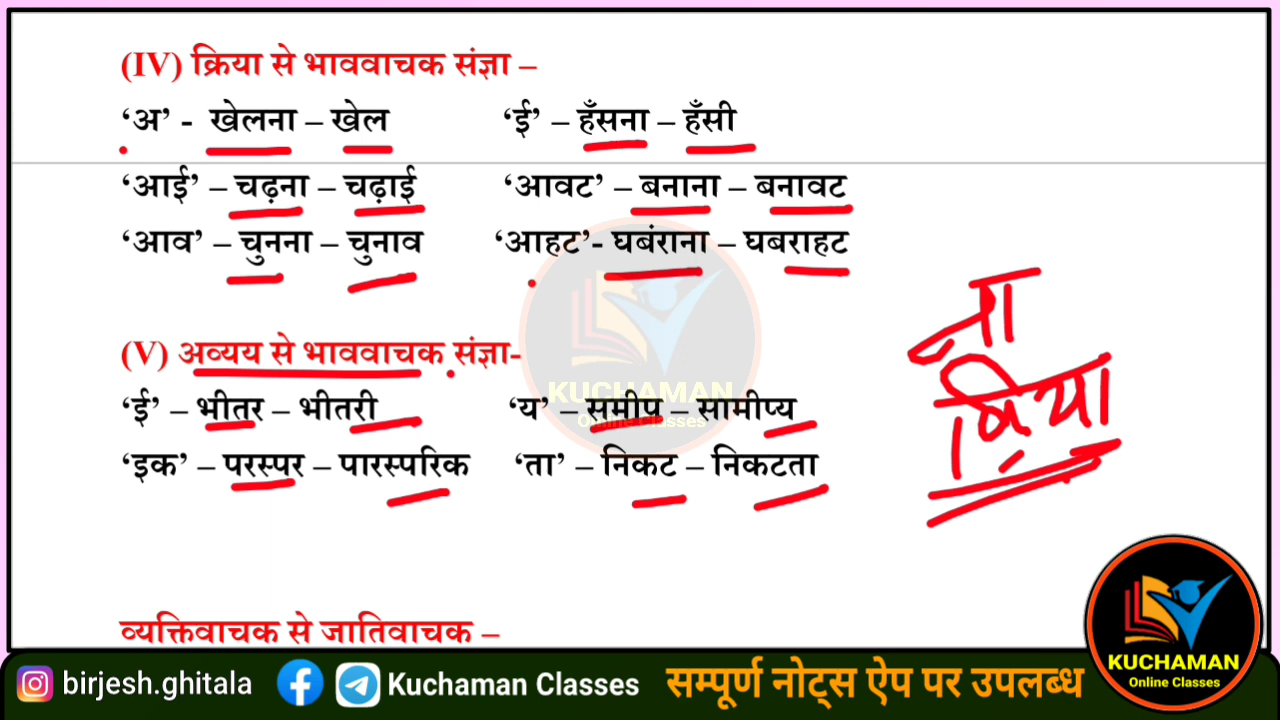 (IV) क्रिया से भाववाचक संज्ञा –
‘अ’ - खेलना – खेल ‘ई’ – हँसना – हँसी
‘आई’ – चढ़ना – चढ़ाई ‘आवट’ – बनाना – बनावट
‘आव’ – चुनना – चुनाव ‘आहट’- घबंराना – घबराहट
ना
क्रिया
(V) अव्यय से भाववाचक संज्ञा-
‘ई’ – भीतर – भीतरी ‘य’ – समीप – सामीप्य
‘इक’ – परस्पर – पारस्परिक ‘ता’ – निकट – निकटता
KUCHAMAN
Online Classes
व्यक्तिवाचक से जातिवाचक –
birjesh.ghitala Kuchaman Classes सम्पूर्ण नोट्स ऐप पर उपलब्ध
KUCHAMAN
Online Classes